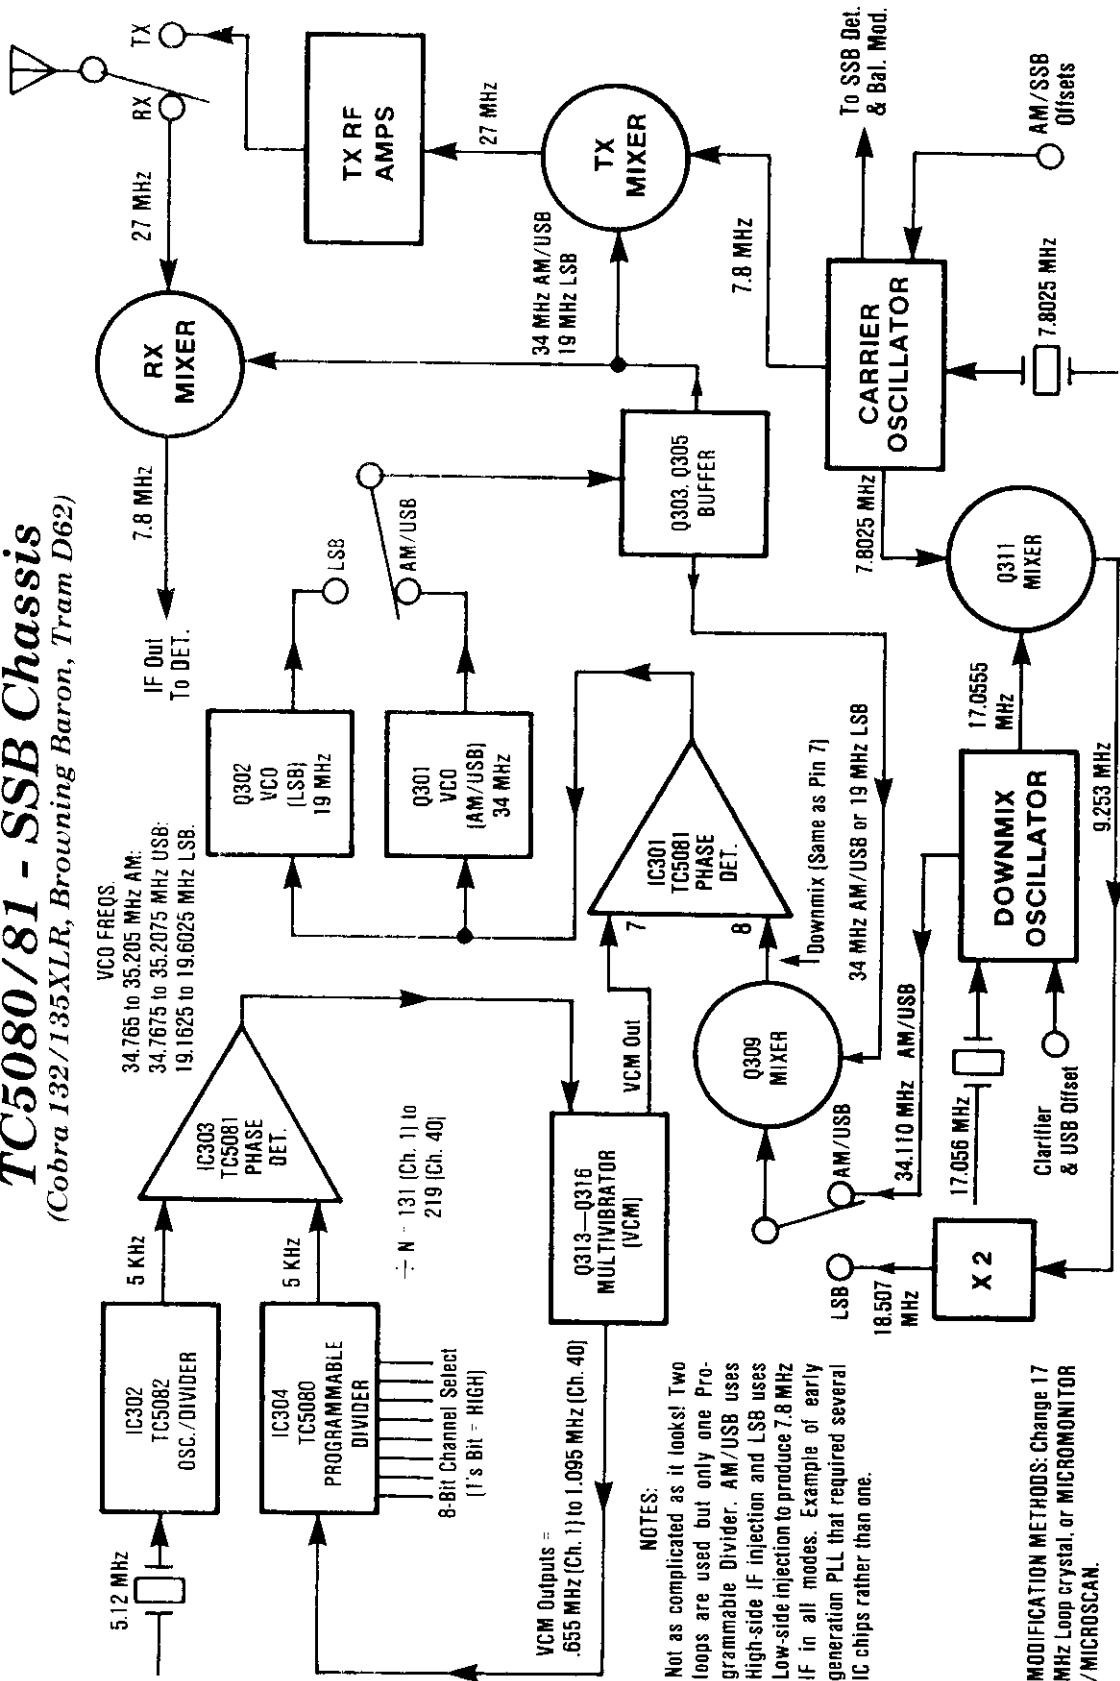 TC5080/81 - SSB Chassis
(Cobra 132/135XLR, Browning Baron, Tram D62)
5.12 MHz
IC302
TC5082
OSC./DIVIDER
5 KHz
IC304
TC5080
PROGRAMMABLE
DIVIDER
5 KHz
8-Bit Channel Select
(1's Bit = HIGH)
IC303
TC5081
PHASE
DET.
÷ N = 131 (Ch. 1) to
219 (Ch. 40)
VCO FREQS.
34.765 to 35.205 MHz AM:
34.7675 to 35.2075 MHz USB:
19.1625 to 19.6025 MHz LSB.
Q302
VCO
(LSB)
19 MHz
Q301
VCO
(AM/USB)
34 MHz
LSB
AM/USB
IF Out
To DET.
7.8 MHz
RX
MIXER
27 MHz
RX
TX
TX RF
AMPS
27 MHz
TX
MIXER
34 MHz AM/USB
19 MHz LSB
7.8 MHz
Q303, Q305
BUFFER
VCM Outputs =
.655 MHz (Ch. 1) to 1.095 MHz (Ch. 40)
Q313—Q316
MULTIVIBRATOR
(VCM)
VCM Out
7
8
IC301
TC5081
PHASE
DET.
Downmix (Same as Pin 7)
34 MHz AM/USB or 19 MHz LSB
Q309
MIXER
LSB
AM/USB
34.110 MHz AM/USB
18.507
MHz
X 2
17.056 MHz
Clarifier
& USB Offset
DOWNMIX
OSCILLATOR
17.0555
MHz
9.253 MHz
Q311
MIXER
7.8025 MHz
CARRIER
OSCILLATOR
7.8025 MHz
To SSB Det.
& Bal. Mod.
AM/SSB
Offsets
NOTES:
Not as complicated as it looks! Two
loops are used but only one Pro-
grammable Divider. AM/USB uses
High-side IF injection and LSB uses
Low-side injection to produce 7.8 MHz
IF in all modes. Example of early
generation PLL that required several
IC chips rather than one.
MODIFICATION METHODS: Change 17
MHz Loop crystal, or MICROMONITOR
/MICROSCAN.